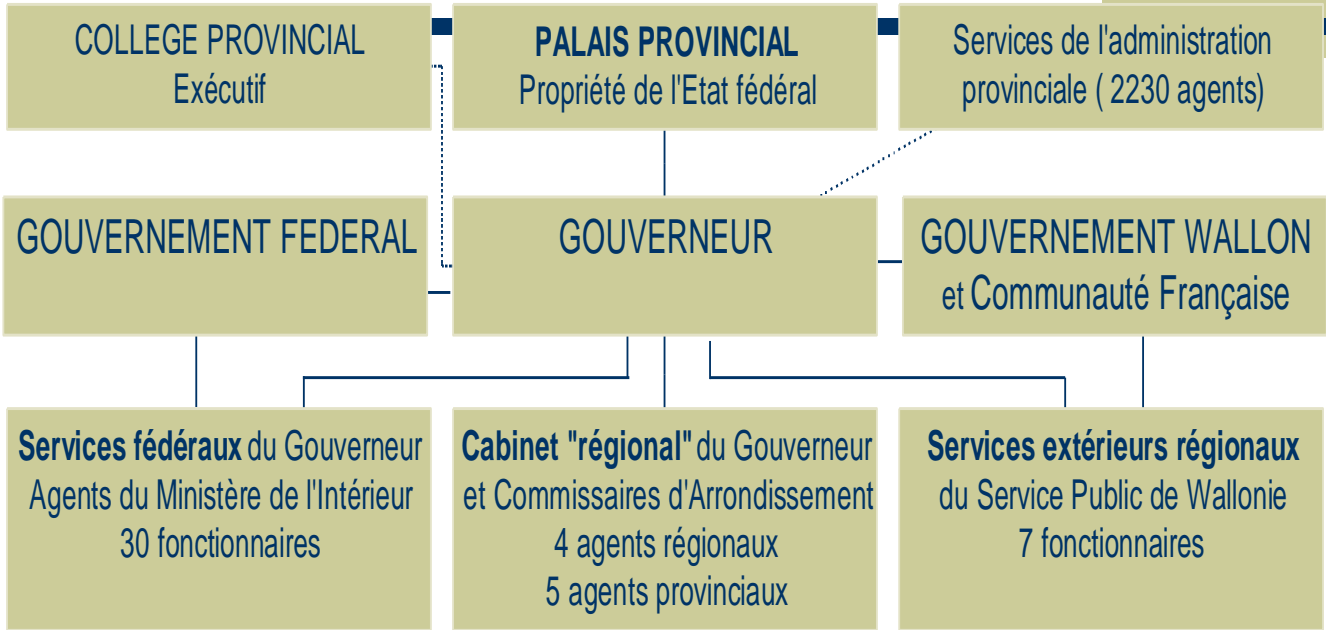 COLLEGE PROVINCIAL
Exécutif
PALAIS PROVINCIAL
Propriété de l'Etat fédéral
Services de l'administration
provinciale ( 2230 agents)
GOUVERNEMENT FEDERAL
GOUVERNEUR
GOUVERNEMENT WALLON
et Communauté Française
Services fédéraux du Gouverneur
Agents du Ministère de l'Intérieur
30 fonctionnaires
Cabinet "régional" du Gouverneur
et Commissaires d'Arrondissement
4 agents régionaux
5 agents provinciaux
Services extérieurs régionaux
du Service Public de Wallonie
7 fonctionnaires